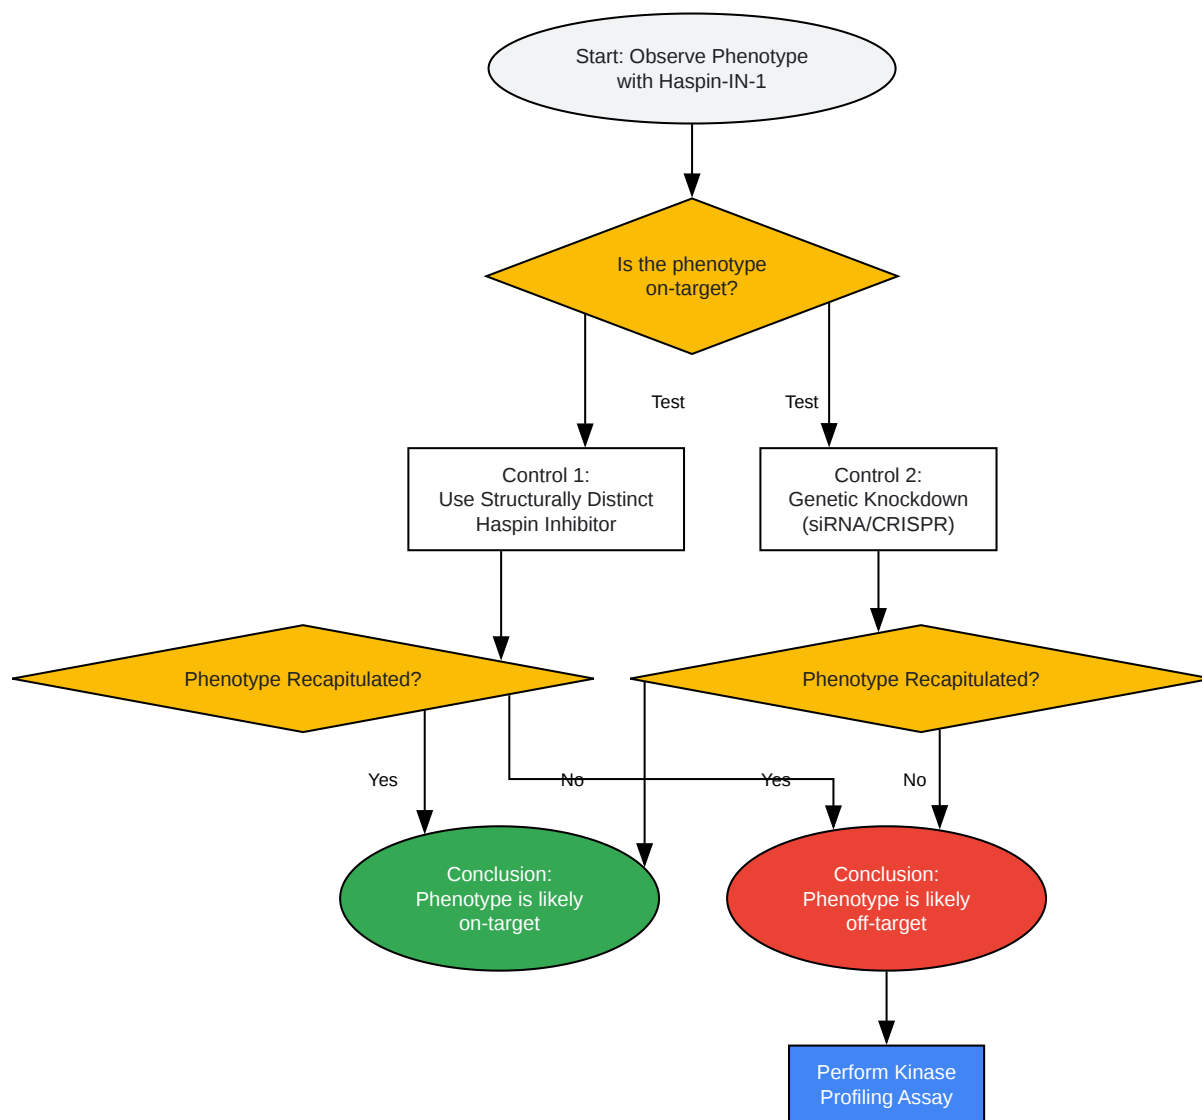 Start: Observe Phenotype
with Haspin-IN-1
Is the phenotype
on-target?
Test
Test
Control 1:
Use Structurally Distinct
Haspin Inhibitor
Control 2:
Genetic Knockdown
(siRNA/CRISPR)
Phenotype Recapitulated?
Phenotype Recapitulated?
Yes
No
Yes
No
Conclusion:
Phenotype is likely
on-target
Conclusion:
Phenotype is likely
off-target
Perform Kinase
Profiling Assay